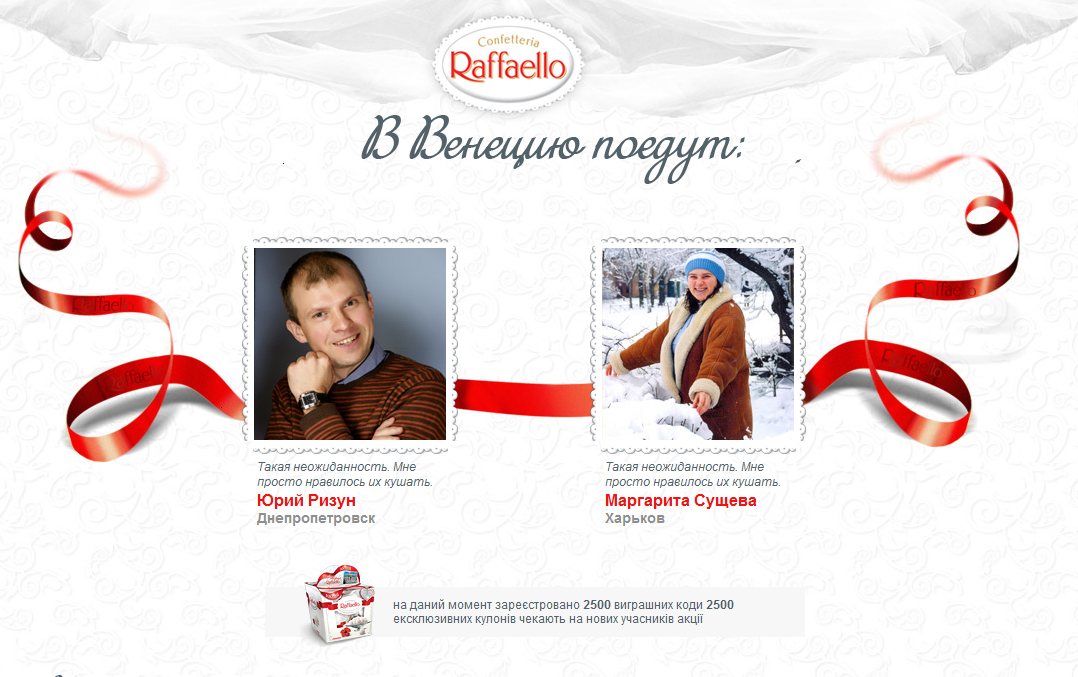 Confetteria
Raffaello
В Венецию поедут:
Raffaello
Raffaello
Raffaello
Raffaello
Такая неожиданность. Мне
просто нравилось их кушать.
Юрий Ризун
Днепропетровск
Такая неожиданность. Мне
просто нравилось их кушать.
Маргарита Сущева
Харьков
Raffaello
на даний момент зареєстровано 2500 виграшних коди 2500
ексклюзивних кулонів чекають на нових учасників акції